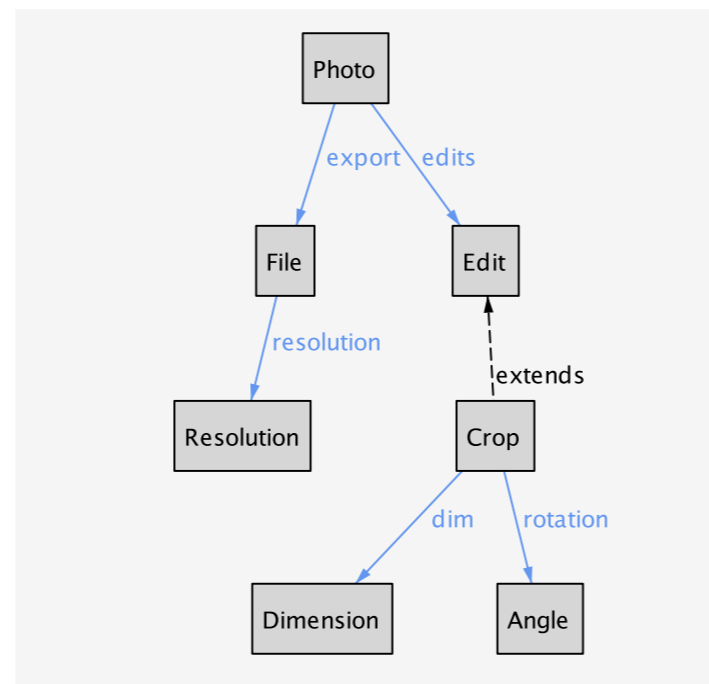 Photo
export edits
File Edit
resolution
extends
Resolution Crop
dim rotation
Dimension Angle